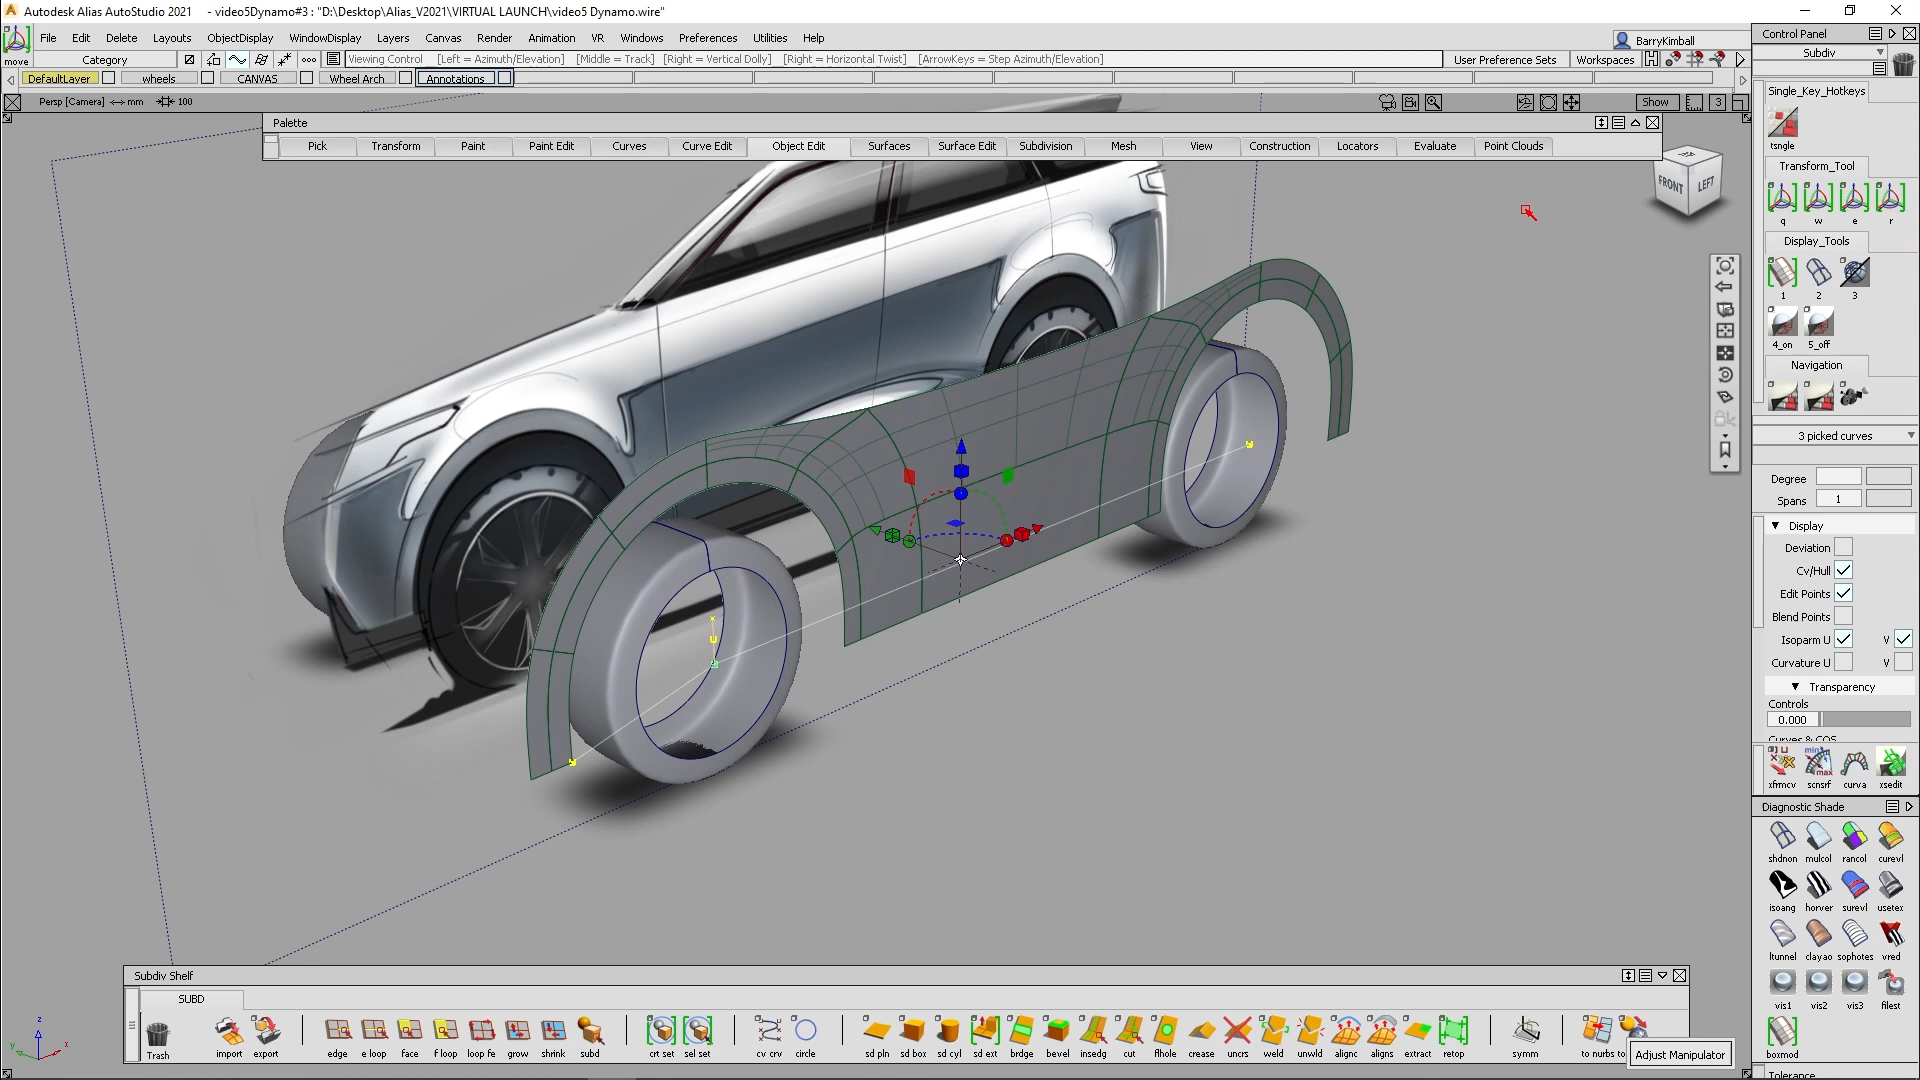 Autodesk Alias AutoStudio 2021    - video5Dynamo#3 : "D:\Desktop\Alias_V2021\VIRTUAL LAUNCH\video5 Dynamo.wire"
File Edit Delete Layouts ObjectDisplay WindowDisplay Layers Canvas Render Animation VR Windows Preferences Utilities Help
BarryKimball
move
Category
Viewing Control [Left = Azimuth/Elevation] [Middle = Track] [Right = Vertical Dolly] [Right = Horizontal Twist] [ArrowKeys = Step Azimuth/Elevation]
User Preference Sets
Workspaces
DefaultLayer wheels CANVAS Wheel Arch Annotations
Persp [Camera] mm 100
Show
3
Palette
Pick Transform Paint Paint Edit Curves Curve Edit Object Edit Surfaces Surface Edit Subdivision Mesh View Construction Locators Evaluate Point Clouds
FRONT LEFT
U
Control Panel
Subdiv
Single_Key_Hotkeys
tsngle
Transform_Tool
q w e r
Display_Tools
1 2 3
4_on 5_off
Navigation
3 picked curves
Degree
Spans 1
Display
Deviation
Cv/Hull
Edit Points
Blend Points
Isoparm U V
Curvature U V
Transparency
Controls
0.000
Curves & COS
xfrmcv scnsrf curva xsedit
Diagnostic Shade
shdnon mulcol rancol curevl
isoang horver surevl usetex
ltunnel clayao sophotes vred
vis1 vis2 vis3 filest
boxmod
Tolerance
Subdiv Shelf
SUBD
Trash import export edge e loop face f loop loop fe grow shrink subd crt set sel set cv crv circle sd pln sd box sd cyl sd ext brdge bevel insedg cut flhole crease uncrs weld unwld alignc aligns extract retop symm to nurbs to
Adjust Manipulator
z
y x